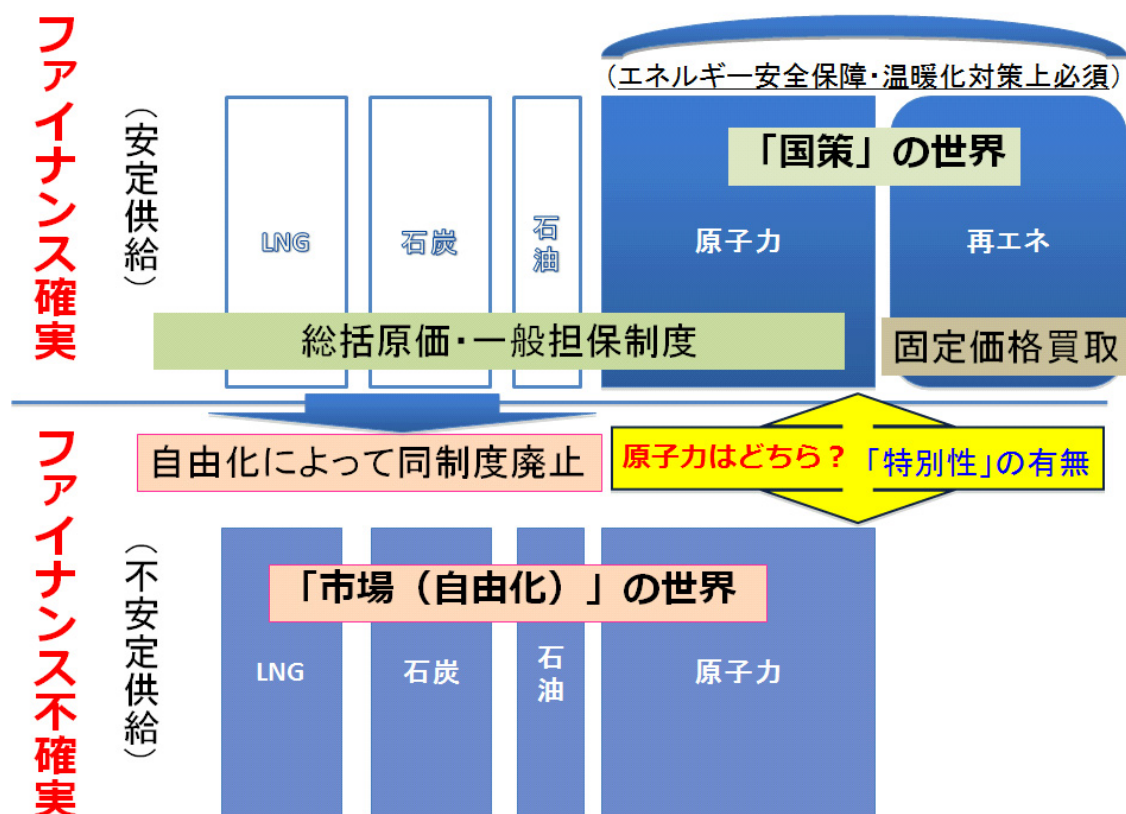 ファイナンス確実
（安定供給）
（エネルギー安全保障・温暖化対策上必須）
「国策」の世界
LNG
石炭
石油
原子力
再エネ
総括原価・一般担保制度
固定価格買取
自由化によって同制度廃止
原子力はどちら？
「特別性」の有無
ファイナンス不確実
（不安定供給）
「市場（自由化）」の世界
LNG
石炭
石油
原子力